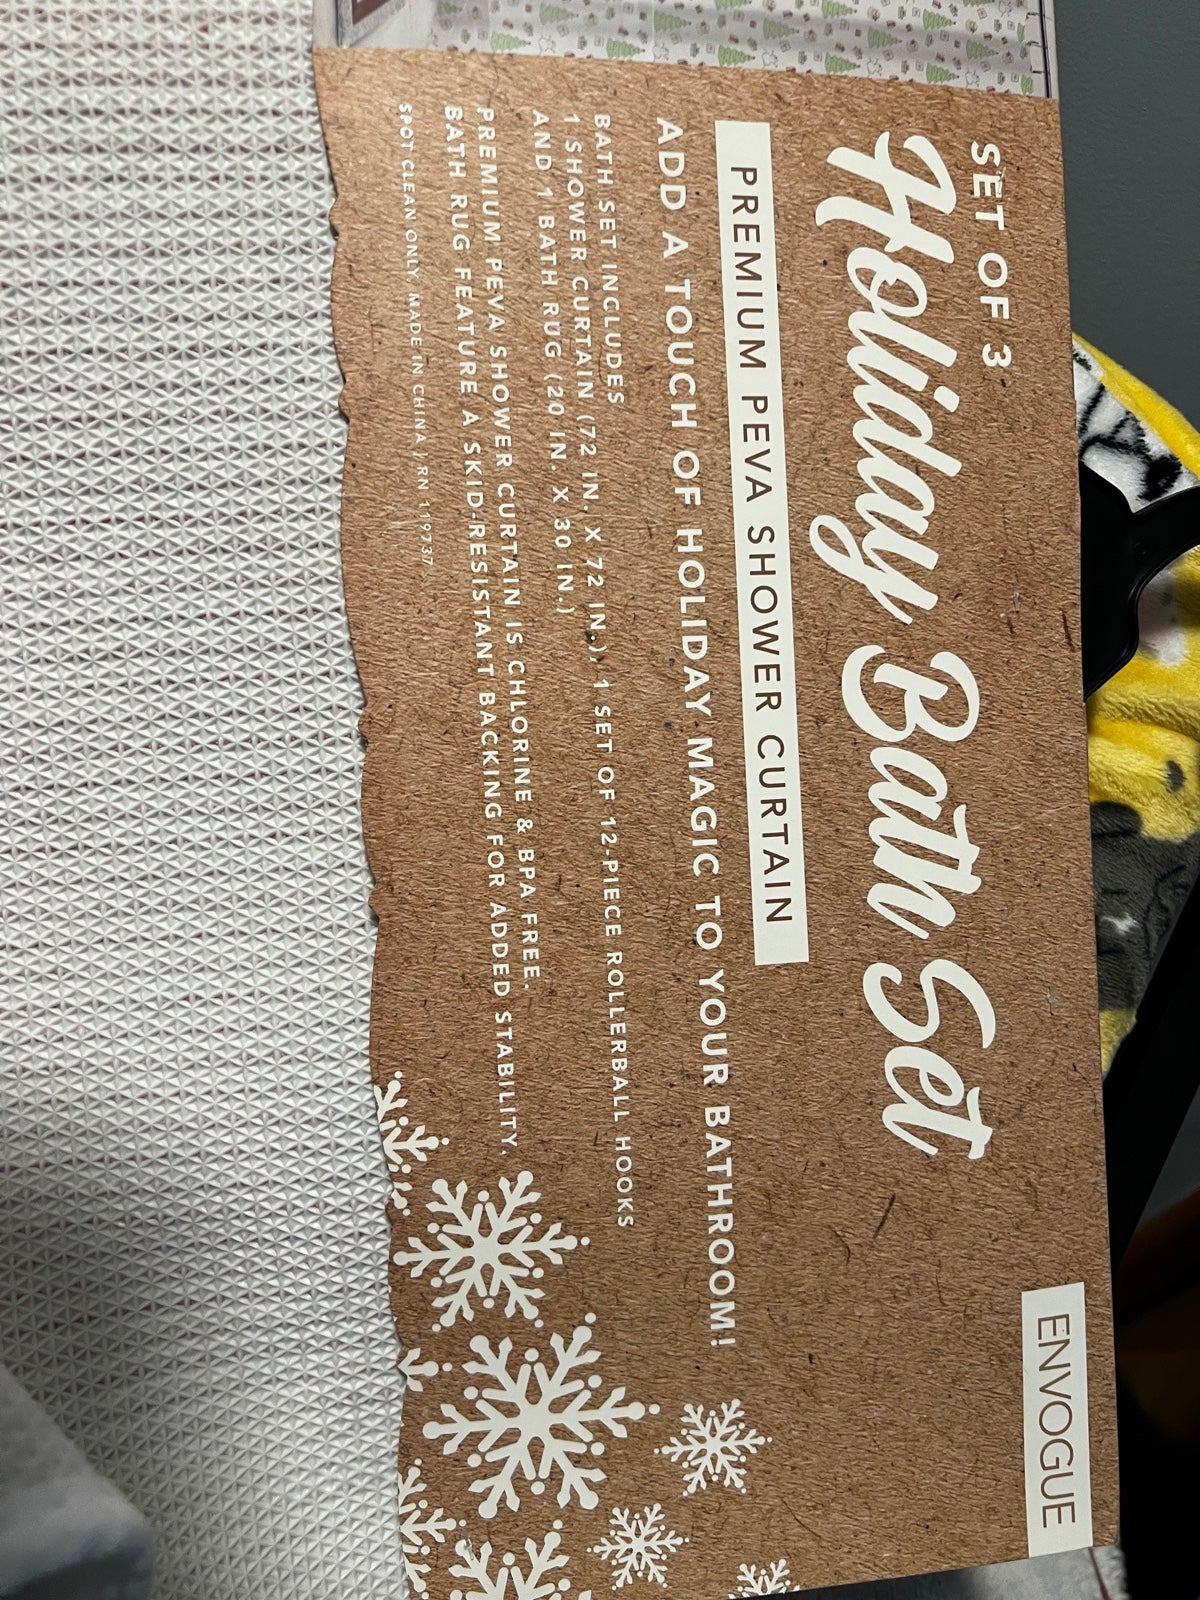 ENVOGUE
SET OF 3
Holiday Bath Set
PREMIUM PEVA SHOWER CURTAIN
ADD A TOUCH OF HOLIDAY MAGIC TO YOUR BATHROOM!
BATH SET INCLUDES
1 SHOWER CURTAIN (72 IN. X 72 IN.), 1 SET OF 12-PIECE ROLLERBALL HOOKS
AND 1 BATH RUG (20 IN. X 30 IN.)
PREMIUM PEVA SHOWER CURTAIN IS CHLORINE & BPA FREE.
BATH RUG FEATURE A SKID-RESISTANT BACKING FOR ADDED STABILITY.
SPOT CLEAN ONLY. MADE IN CHINA | RN 119737